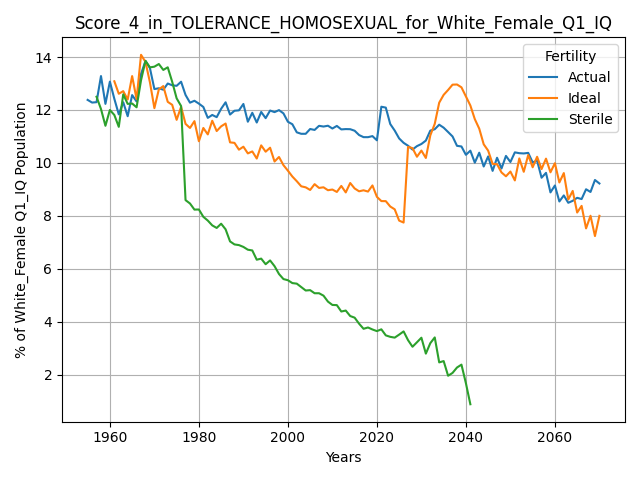 Score_4_in_TOLERANCE_HOMOSEXUAL_for_White_Female_Q1_IQ
Fertility
Actual
Ideal
Sterile
% of White_Female Q1_IQ Population
14
12
10
8
6
4
2
1960 1980 2000 2020 2040 2060
Years